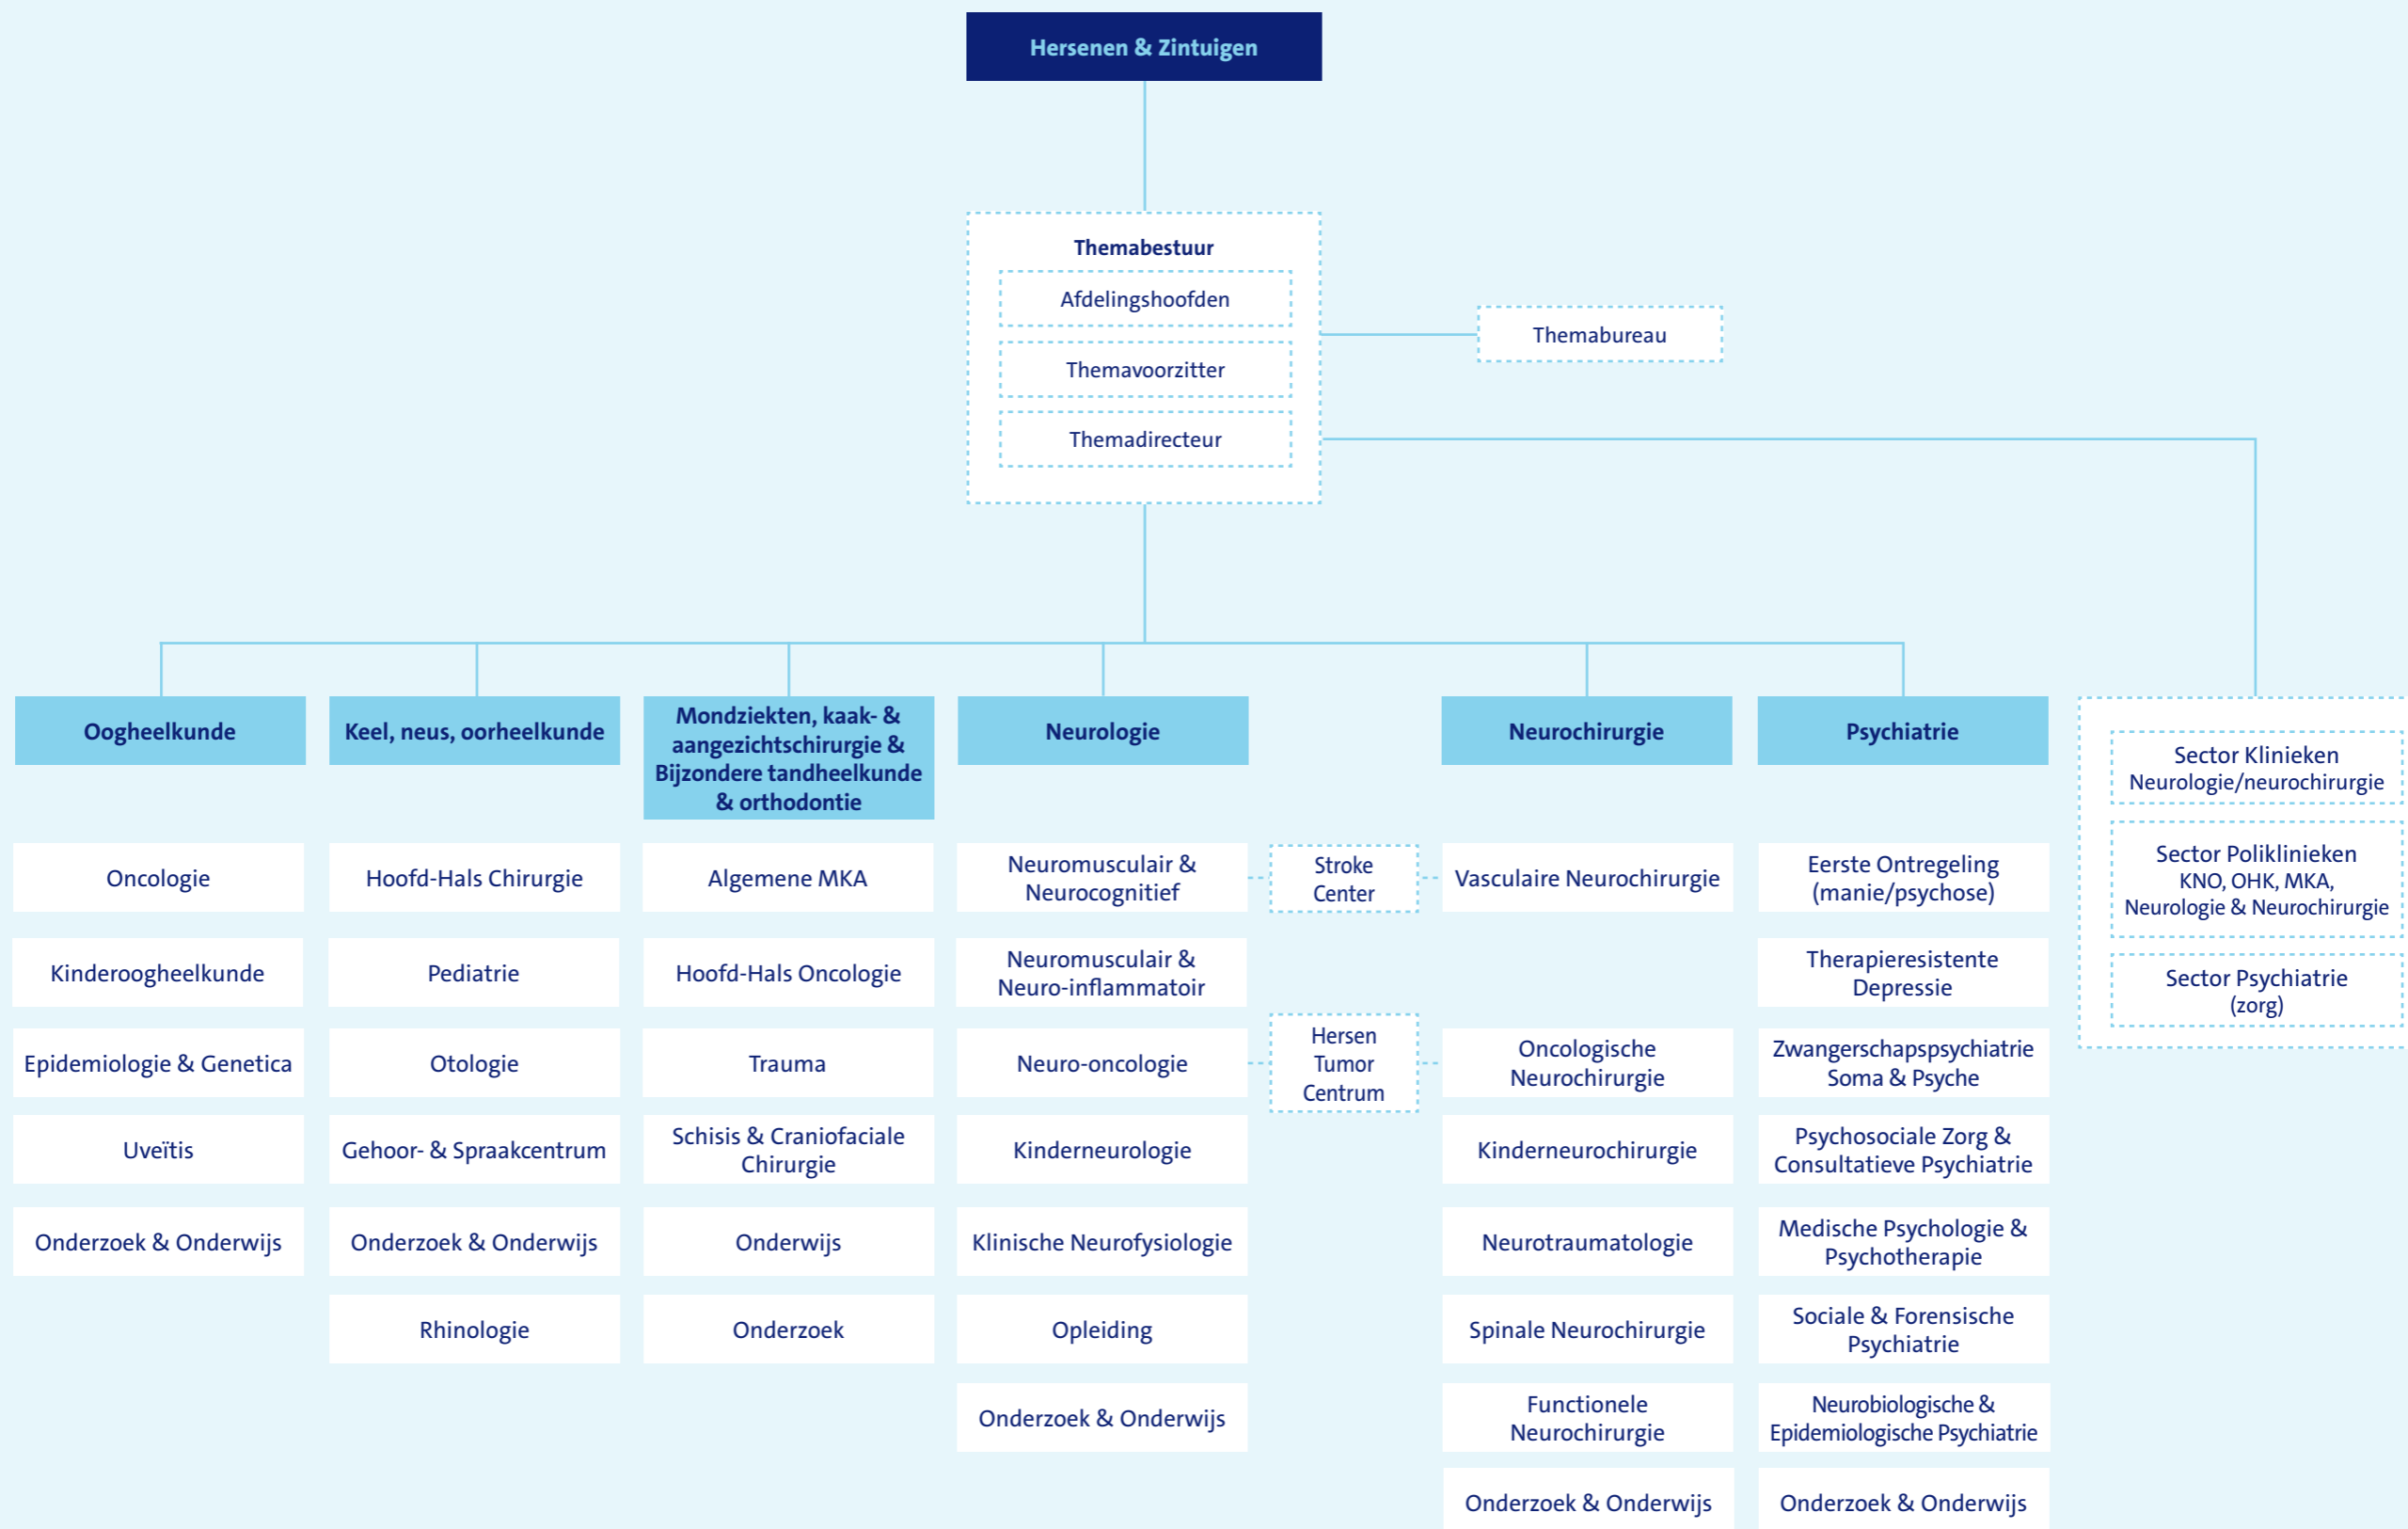 Hersenen & Zintuigen
Themabestuur
Afdelingshoofden
Themavoorzitter
Themadirecteur
Themabureau
Oogheelkunde
Oncologie
Kinderoogheelkunde
Epidemiologie & Genetica
Uveïtis
Onderzoek & Onderwijs
Keel, neus, oorheelkunde
Hoofd-Hals Chirurgie
Pediatrie
Otologie
Gehoor- & Spraakcentrum
Onderzoek & Onderwijs
Rhinologie
Mondziekten, kaak- &
aangezichtschirurgie &
Bijzondere tandheelkunde
& orthodontie
Algemene MKA
Hoofd-Hals Oncologie
Trauma
Schisis & Craniofaciale
Chirurgie
Onderwijs
Onderzoek
Neurologie
Neuromusculair &
Neurocognitief
Neuromusculair &
Neuro-inflammatoir
Neuro-oncologie
Kinderneurologie
Klinische Neurofysiologie
Opleiding
Onderzoek & Onderwijs
Stroke
Center
Hersen
Tumor
Centrum
Neurochirurgie
Vasculaire Neurochirurgie
Oncologische
Neurochirurgie
Kinderneurochirurgie
Neurotraumatologie
Spinale Neurochirurgie
Functionele
Neurochirurgie
Onderzoek & Onderwijs
Psychiatrie
Eerste Ontregeling
(manie/psychose)
Therapieresistente
Depressie
Zwangerschapspsychiatrie
Soma & Psyche
Psychosociale Zorg &
Consultatieve Psychiatrie
Medische Psychologie &
Psychotherapie
Sociale & Forensische
Psychiatrie
Neurobiologische &
Epidemiologische Psychiatrie
Onderzoek & Onderwijs
Sector Klinieken
Neurologie/neurochirurgie
Sector Poliklinieken
KNO, OHK, MKA,
Neurologie & Neurochirurgie
Sector Psychiatrie
(zorg)